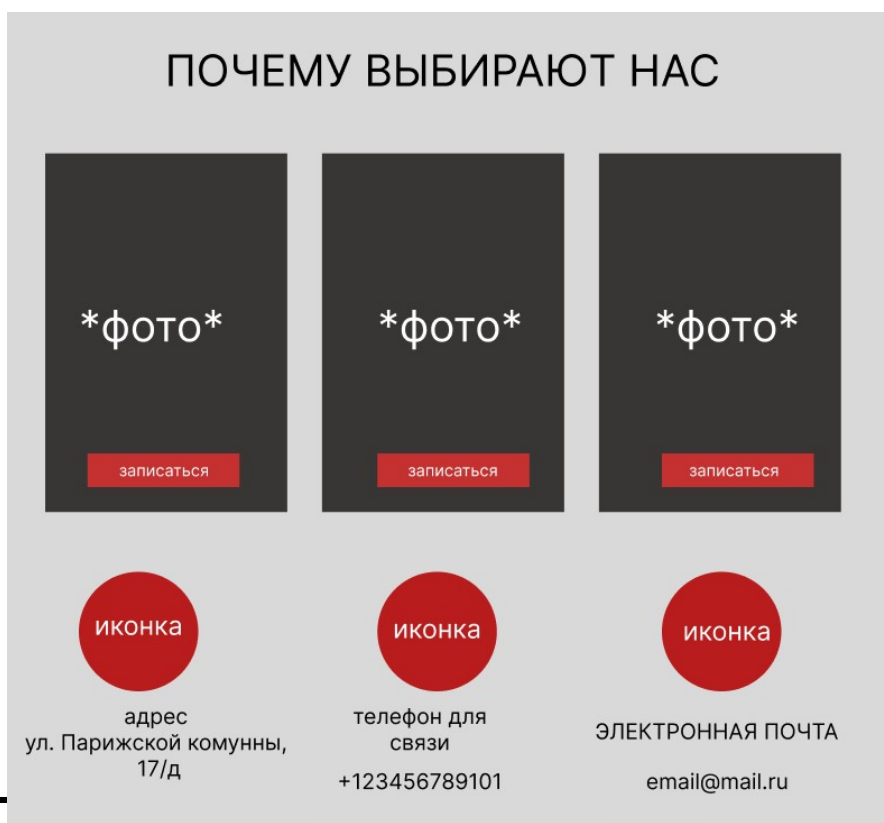 ПОЧЕМУ ВЫБИРАЮТ НАС
*фото*
*фото*
*фото*
записаться
записаться
записаться
иконка
иконка
иконка
адрес
ул. Парижской комунны,
17/д
телефон для
связи
+123456789101
ЭЛЕКТРОННАЯ ПОЧТА
email@mail.ru